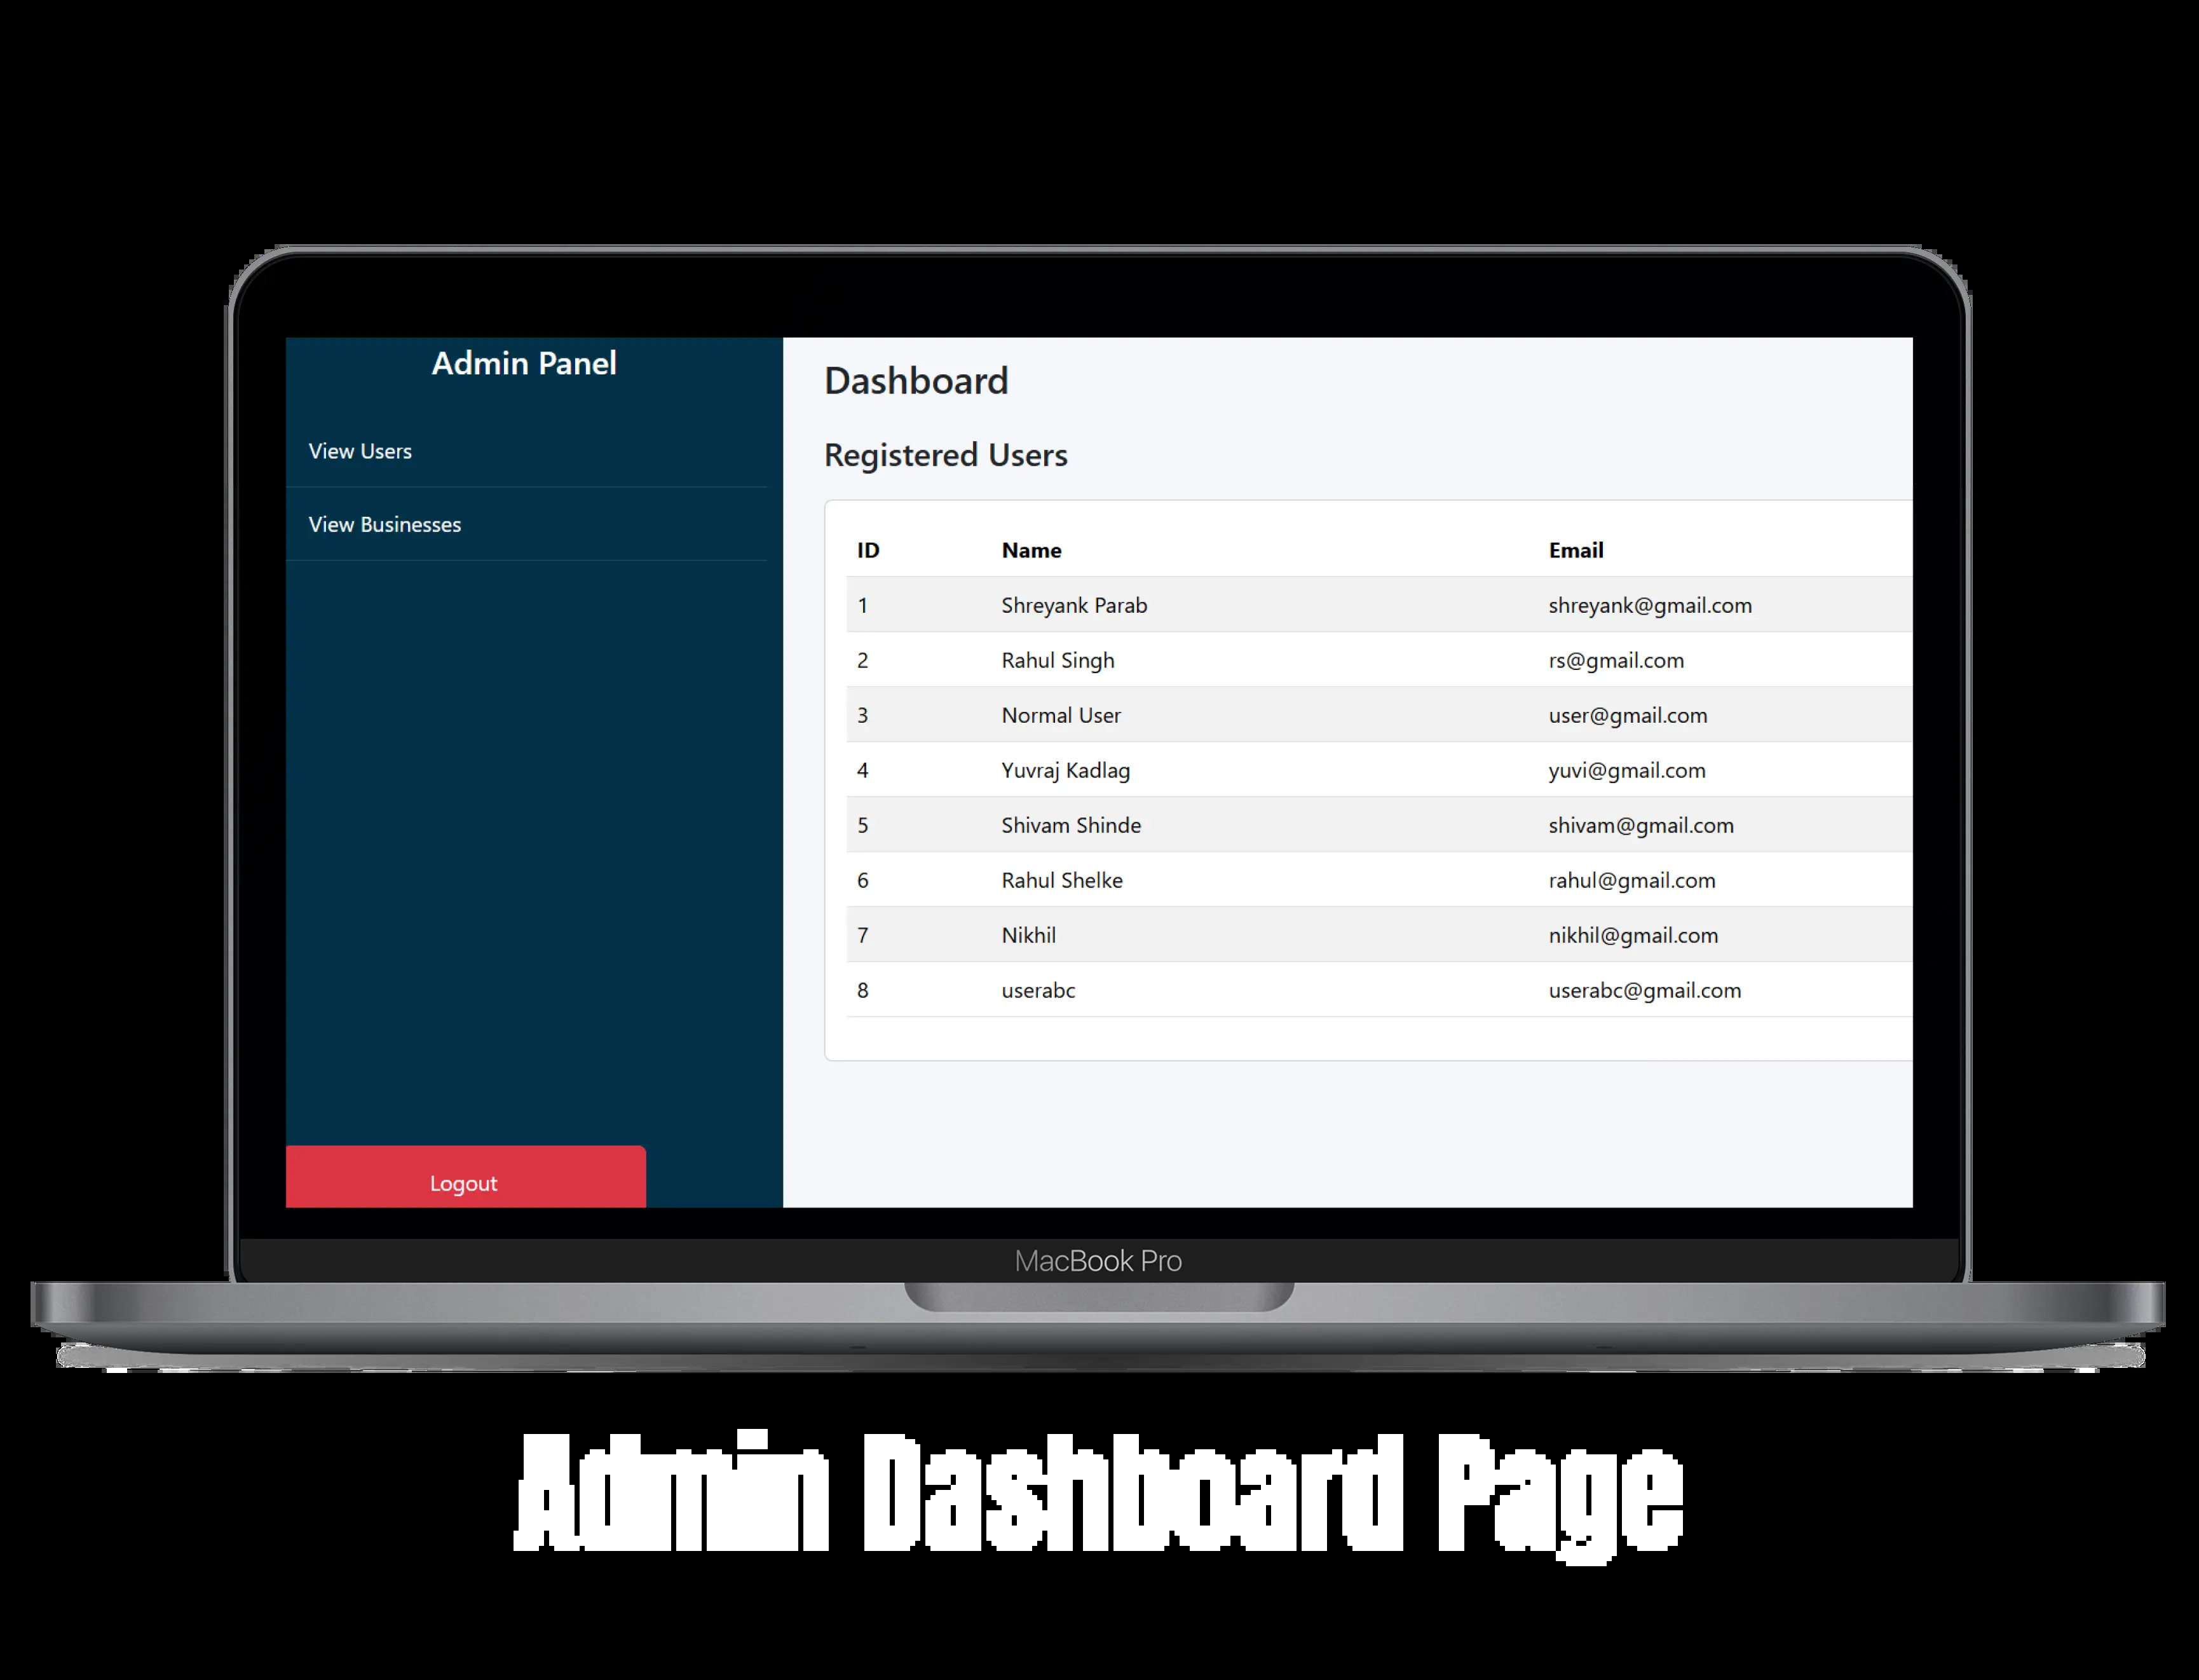 Admin Panel
View Users
View Businesses
Logout
Dashboard
Registered Users
ID Name Email
1 Shreyank Parab shreyank@gmail.com
2 Rahul Singh rs@gmail.com
3 Normal User user@gmail.com
4 Yuvraj Kadlag yuvi@gmail.com
5 Shivam Shinde shivam@gmail.com
6 Rahul Shelke rahul@gmail.com
7 Nikhil nikhil@gmail.com
8 userabc userabc@gmail.com
MacBook Pro
Admin Dashboard Page